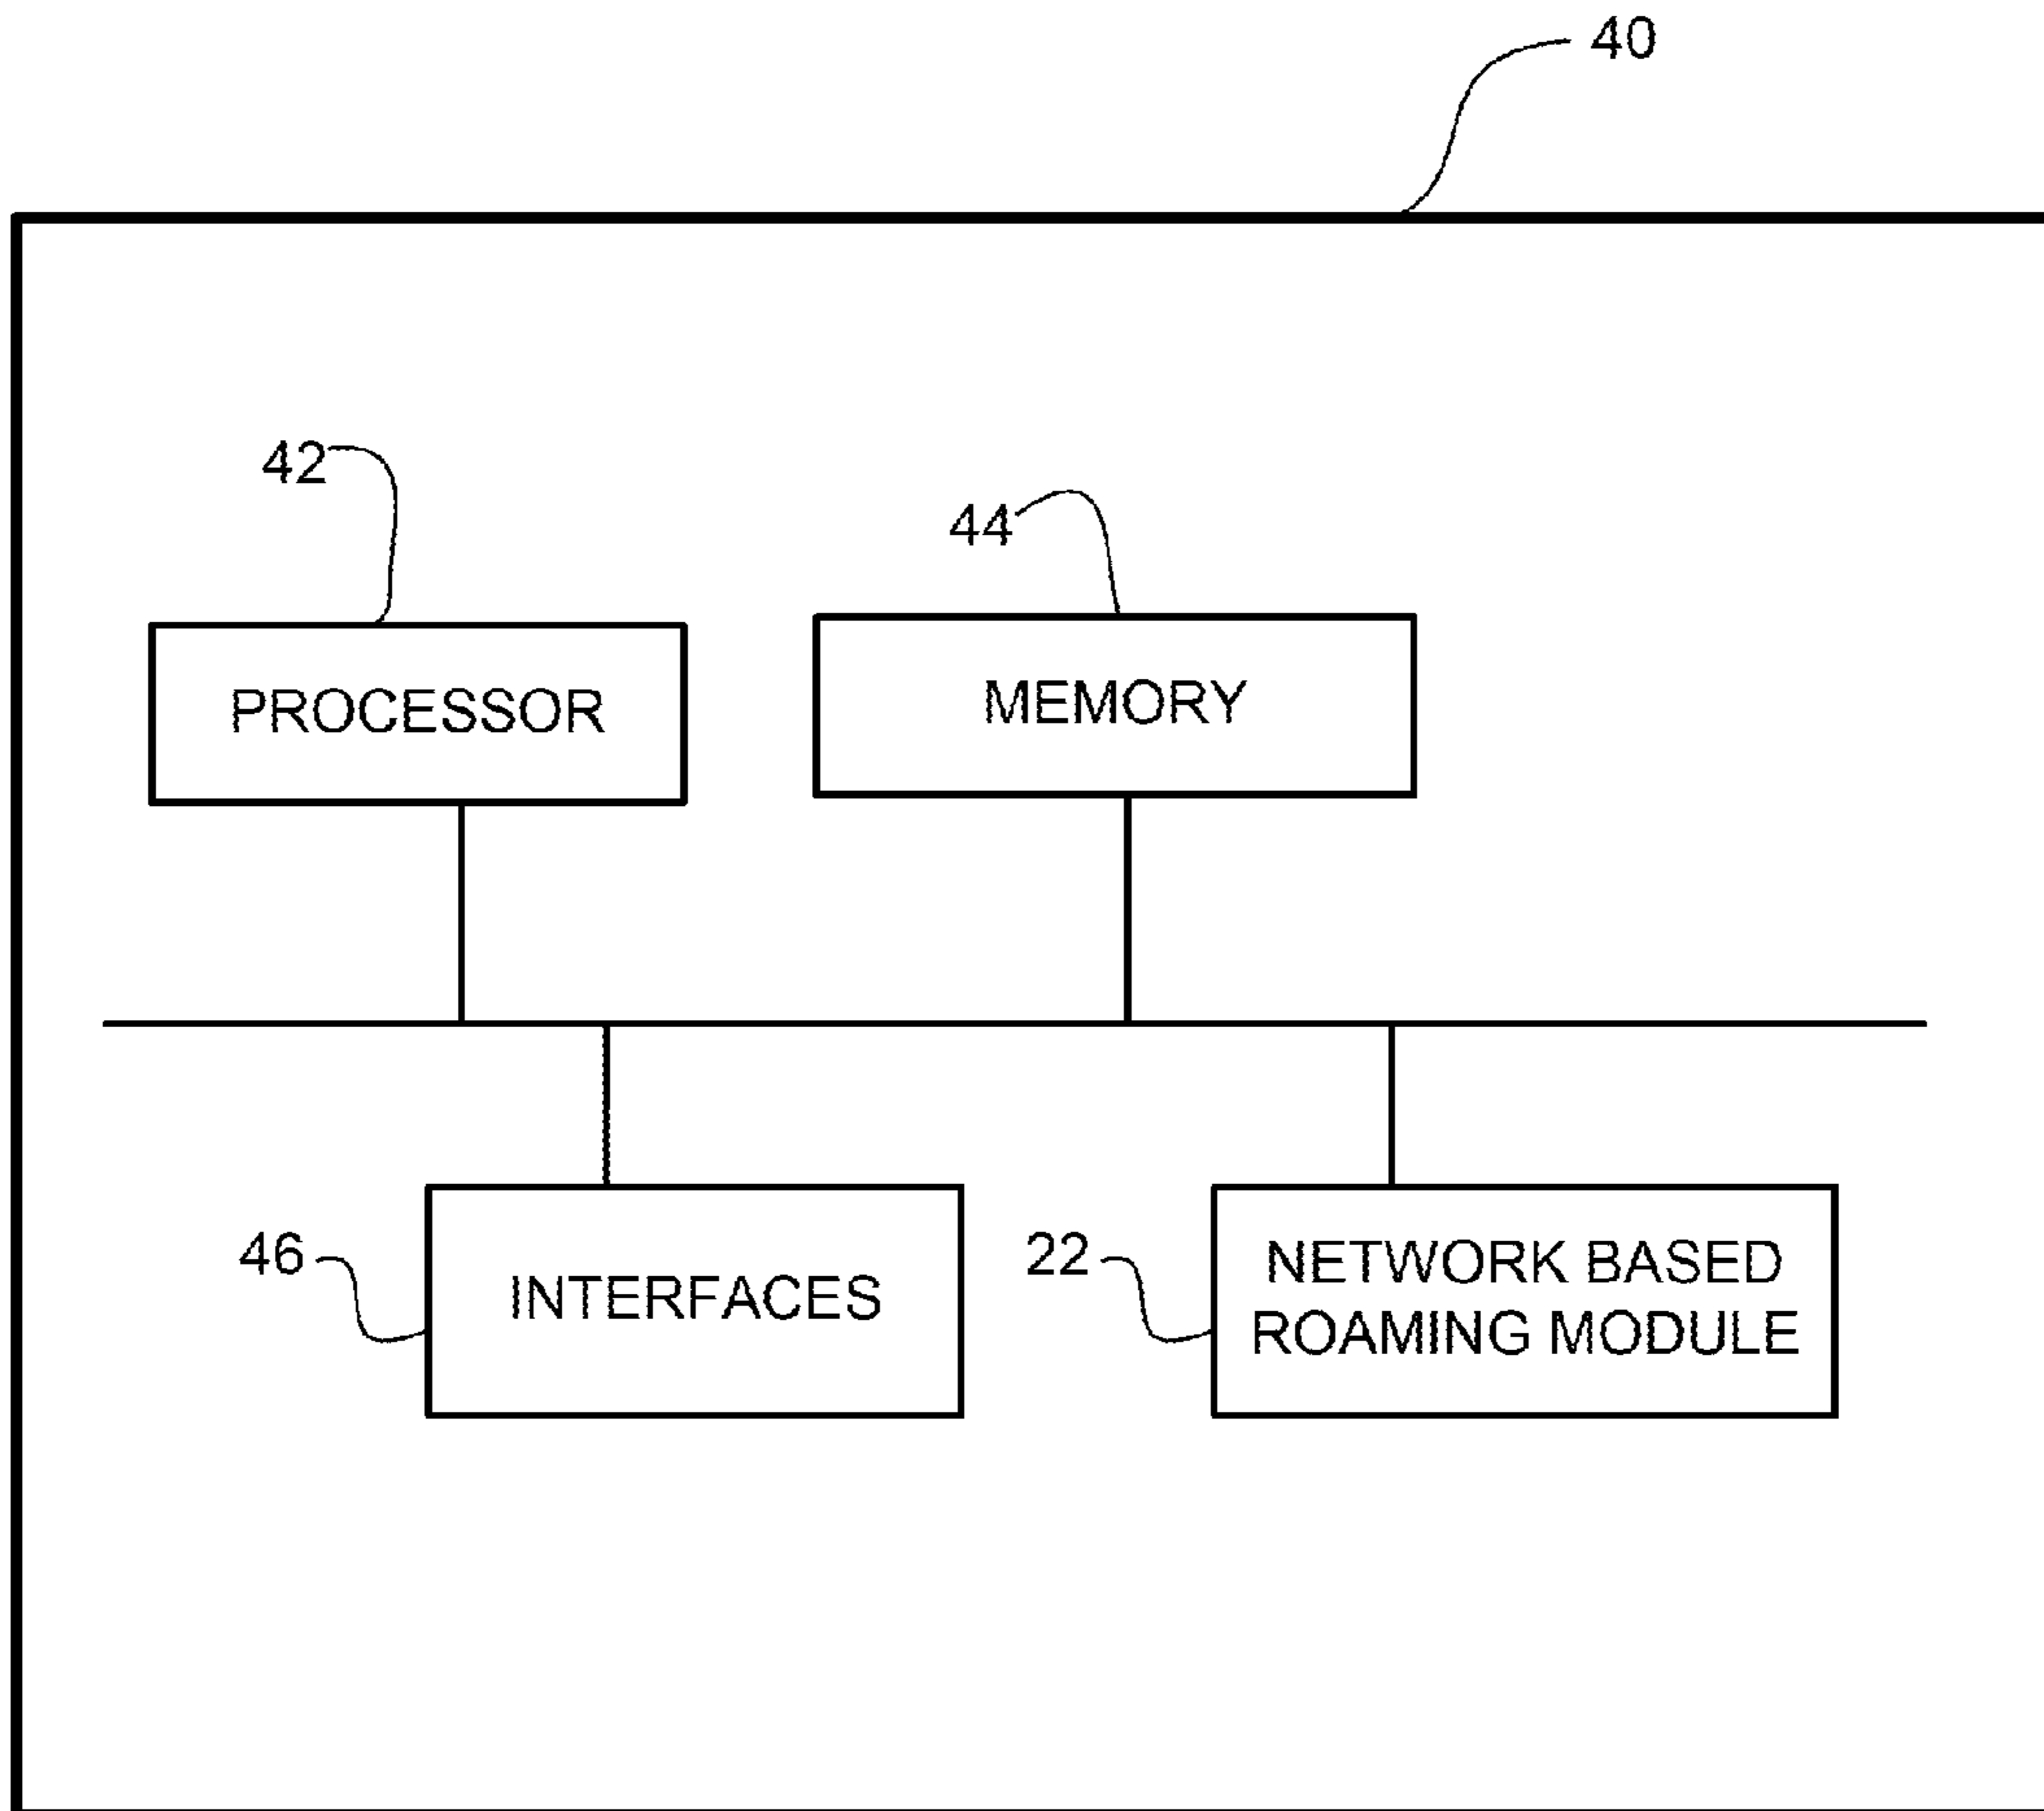 40
42
44
PROCESSOR
MEMORY
46
INTERFACES
22
NETWORK BASED
ROAMING MODULE